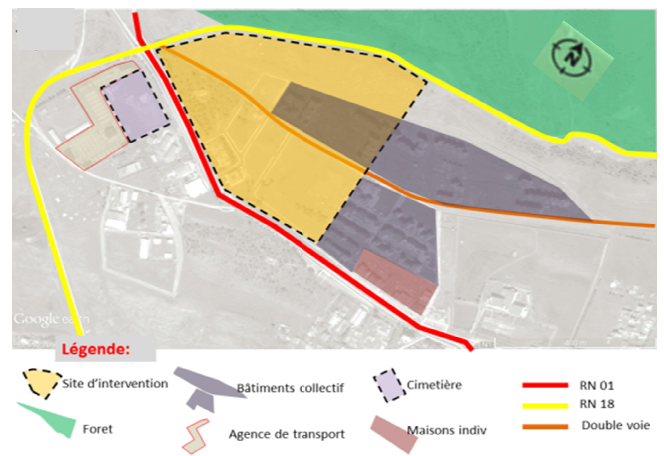 N
Google earth
Légende:
Site d'intervention
Bâtiments collectif
Cimetière
RN 01
RN 18
Foret
Agence de transport
Maisons indiv
Double voie